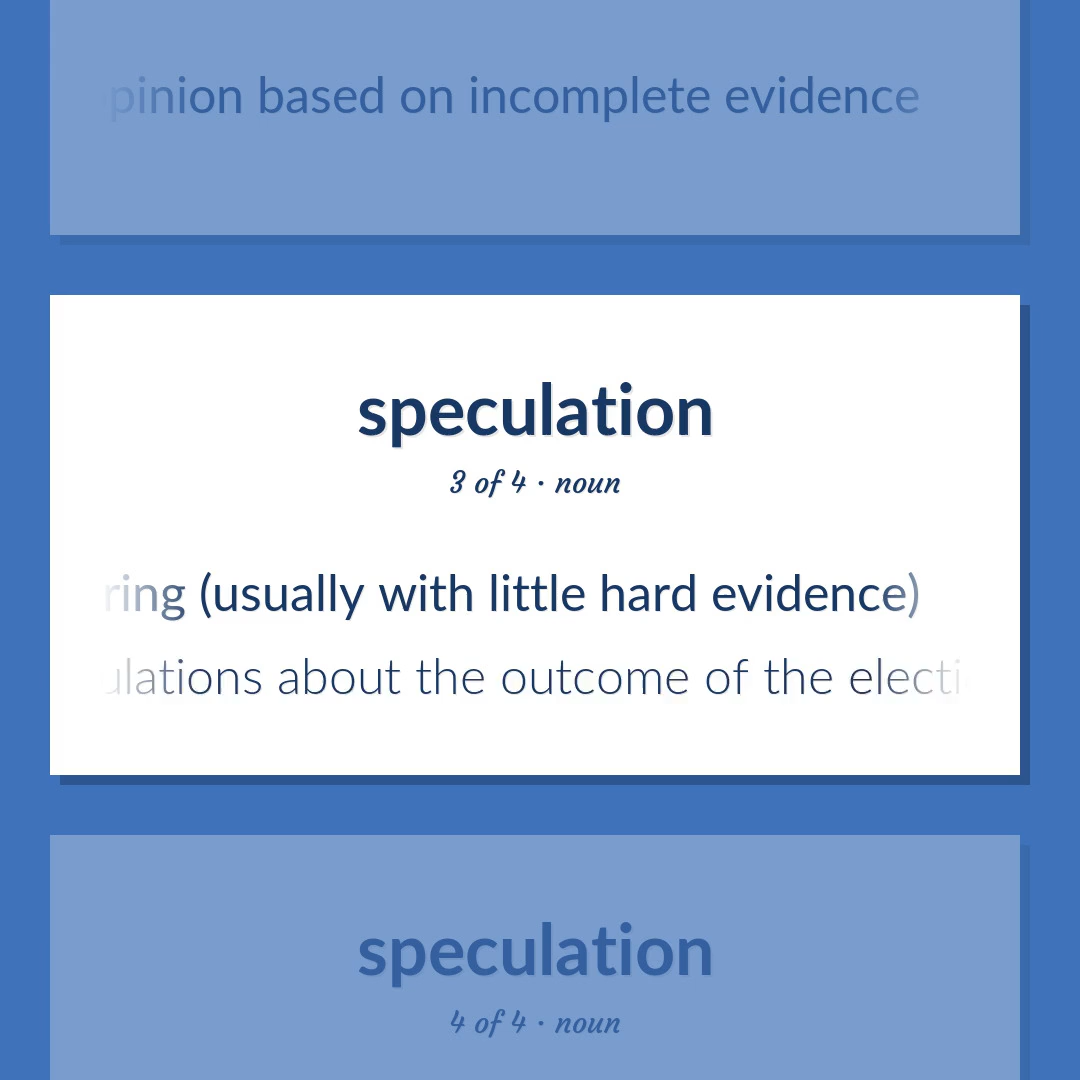 pinion based on incomplete evidence
speculation
3 of 4 · noun
ring (usually with little hard evidence)
ulations about the outcome of the electi
speculation
4 of 4 · noun